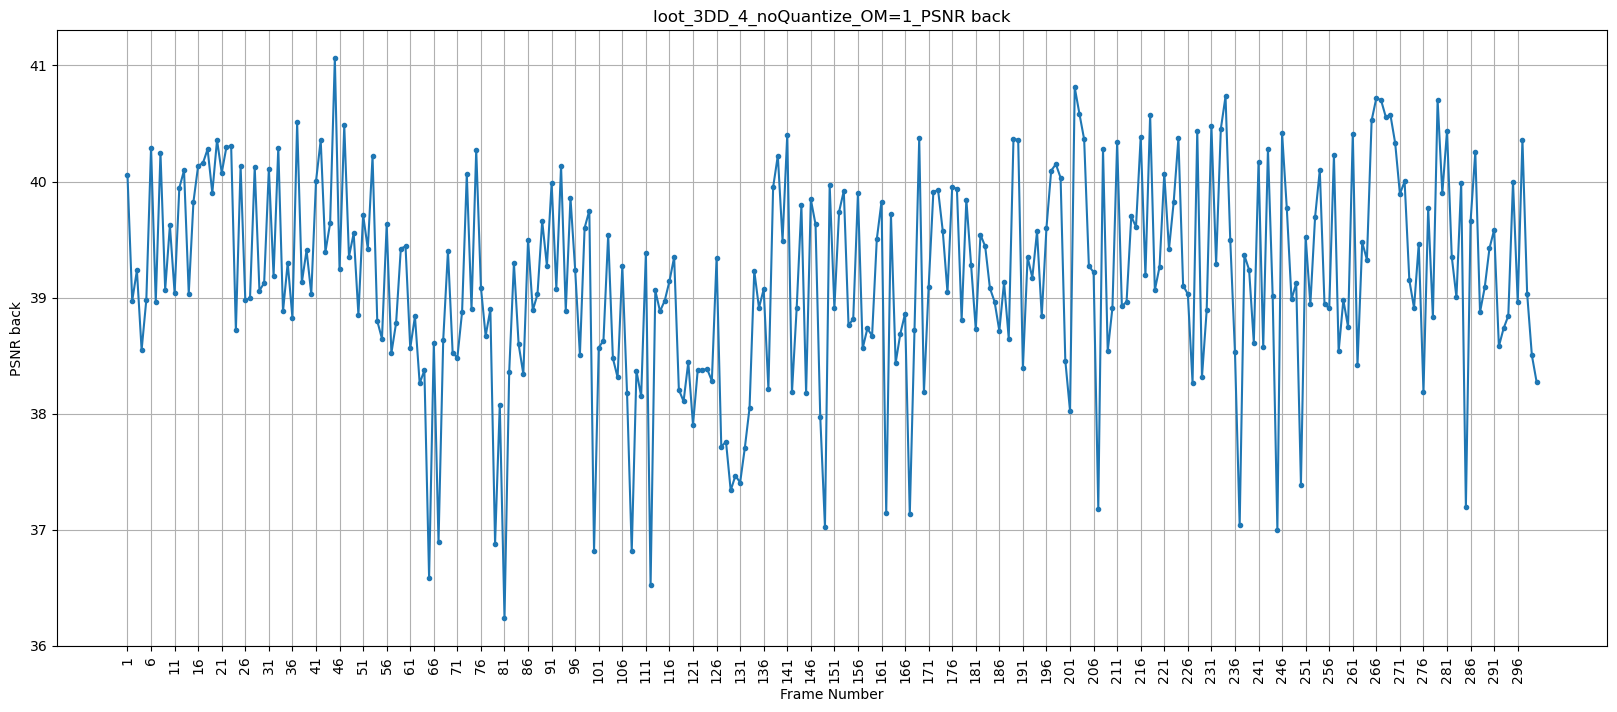 loot_3DD_4_noQuantize_OM=1_PSNR back
41
40
39
38
37
36
PSNR back
1 6 11 16 21 26 31 36 41 46 51 56 61 66 71 76 81 86 91 96 101 106 111 116 121 126 131 136 141 146 151 156 161 166 171 176 181 186 191 196 201 206 211 216 221 226 231 236 241 246 251 256 261 266 271 276 281 286 291 296
Frame Number